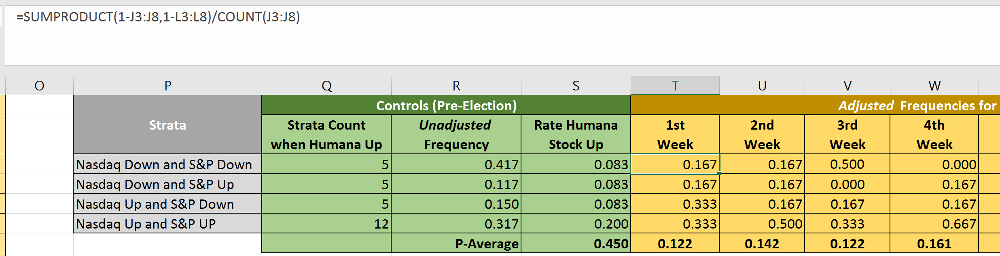 =SUMPRODUCT(1-J3:J8,1-L3:L8)/COUNT(J3:J8)
O P Q R S T U V W
Controls (Pre-Election) Adjusted Frequencies for
Strata Strata Count Unadjusted Rate Humana 1st 2nd 3rd 4th
when Humana Up Frequency Stock Up Week Week Week Week
Nasdaq Down and S&P Down 5 0.417 0.083 0.167 0.167 0.500 0.000
Nasdaq Down and S&P Up 5 0.117 0.083 0.167 0.167 0.000 0.167
Nasdaq Up and S&P Down 5 0.150 0.083 0.333 0.167 0.167 0.167
Nasdaq Up and S&P UP 12 0.317 0.200 0.333 0.500 0.333 0.667
P-Average 0.450 0.122 0.142 0.122 0.161